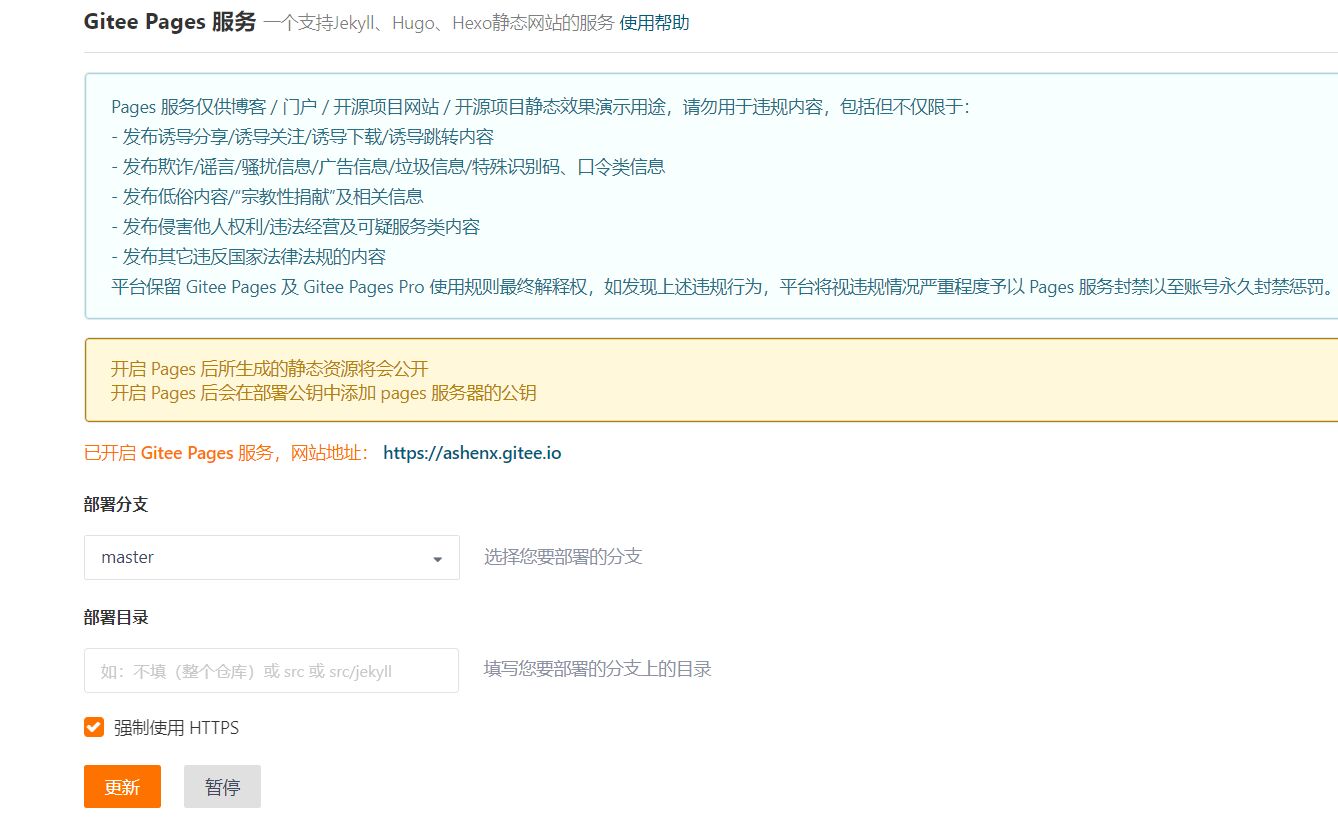 Gitee Pages 服务 一个支持Jekyll、Hugo、Hexo静态网站的服务 使用帮助
Pages 服务仅供博客 / 门户 / 开源项目网站 / 开源项目静态效果演示用途，请勿用于违规内容，包括但不仅限于：
- 发布诱导分享/诱导关注/诱导下载/诱导跳转内容
- 发布欺诈/谣言/骚扰信息/广告信息/垃圾信息/特殊识别码、口令类信息
- 发布低俗内容/“宗教性捐献”及相关信息
- 发布侵害他人权利/违法经营及可疑服务类内容
- 发布其它违反国家法律法规的内容
平台保留 Gitee Pages 及 Gitee Pages Pro 使用规则最终解释权，如发现上述违规行为，平台将视违规情况严重程度予以 Pages 服务封禁以至账号永久封禁惩罚。
开启 Pages 后所生成的静态资源将会公开
开启 Pages 后会在部署公钥中添加 pages 服务器的公钥
已开启 Gitee Pages 服务，网站地址： https://ashenx.gitee.io
部署分支
master 选择您要部署的分支
部署目录
如：不填（整个仓库）或 src 或 src/jekyll 填写您要部署的分支上的目录
强制使用 HTTPS
更新 暂停